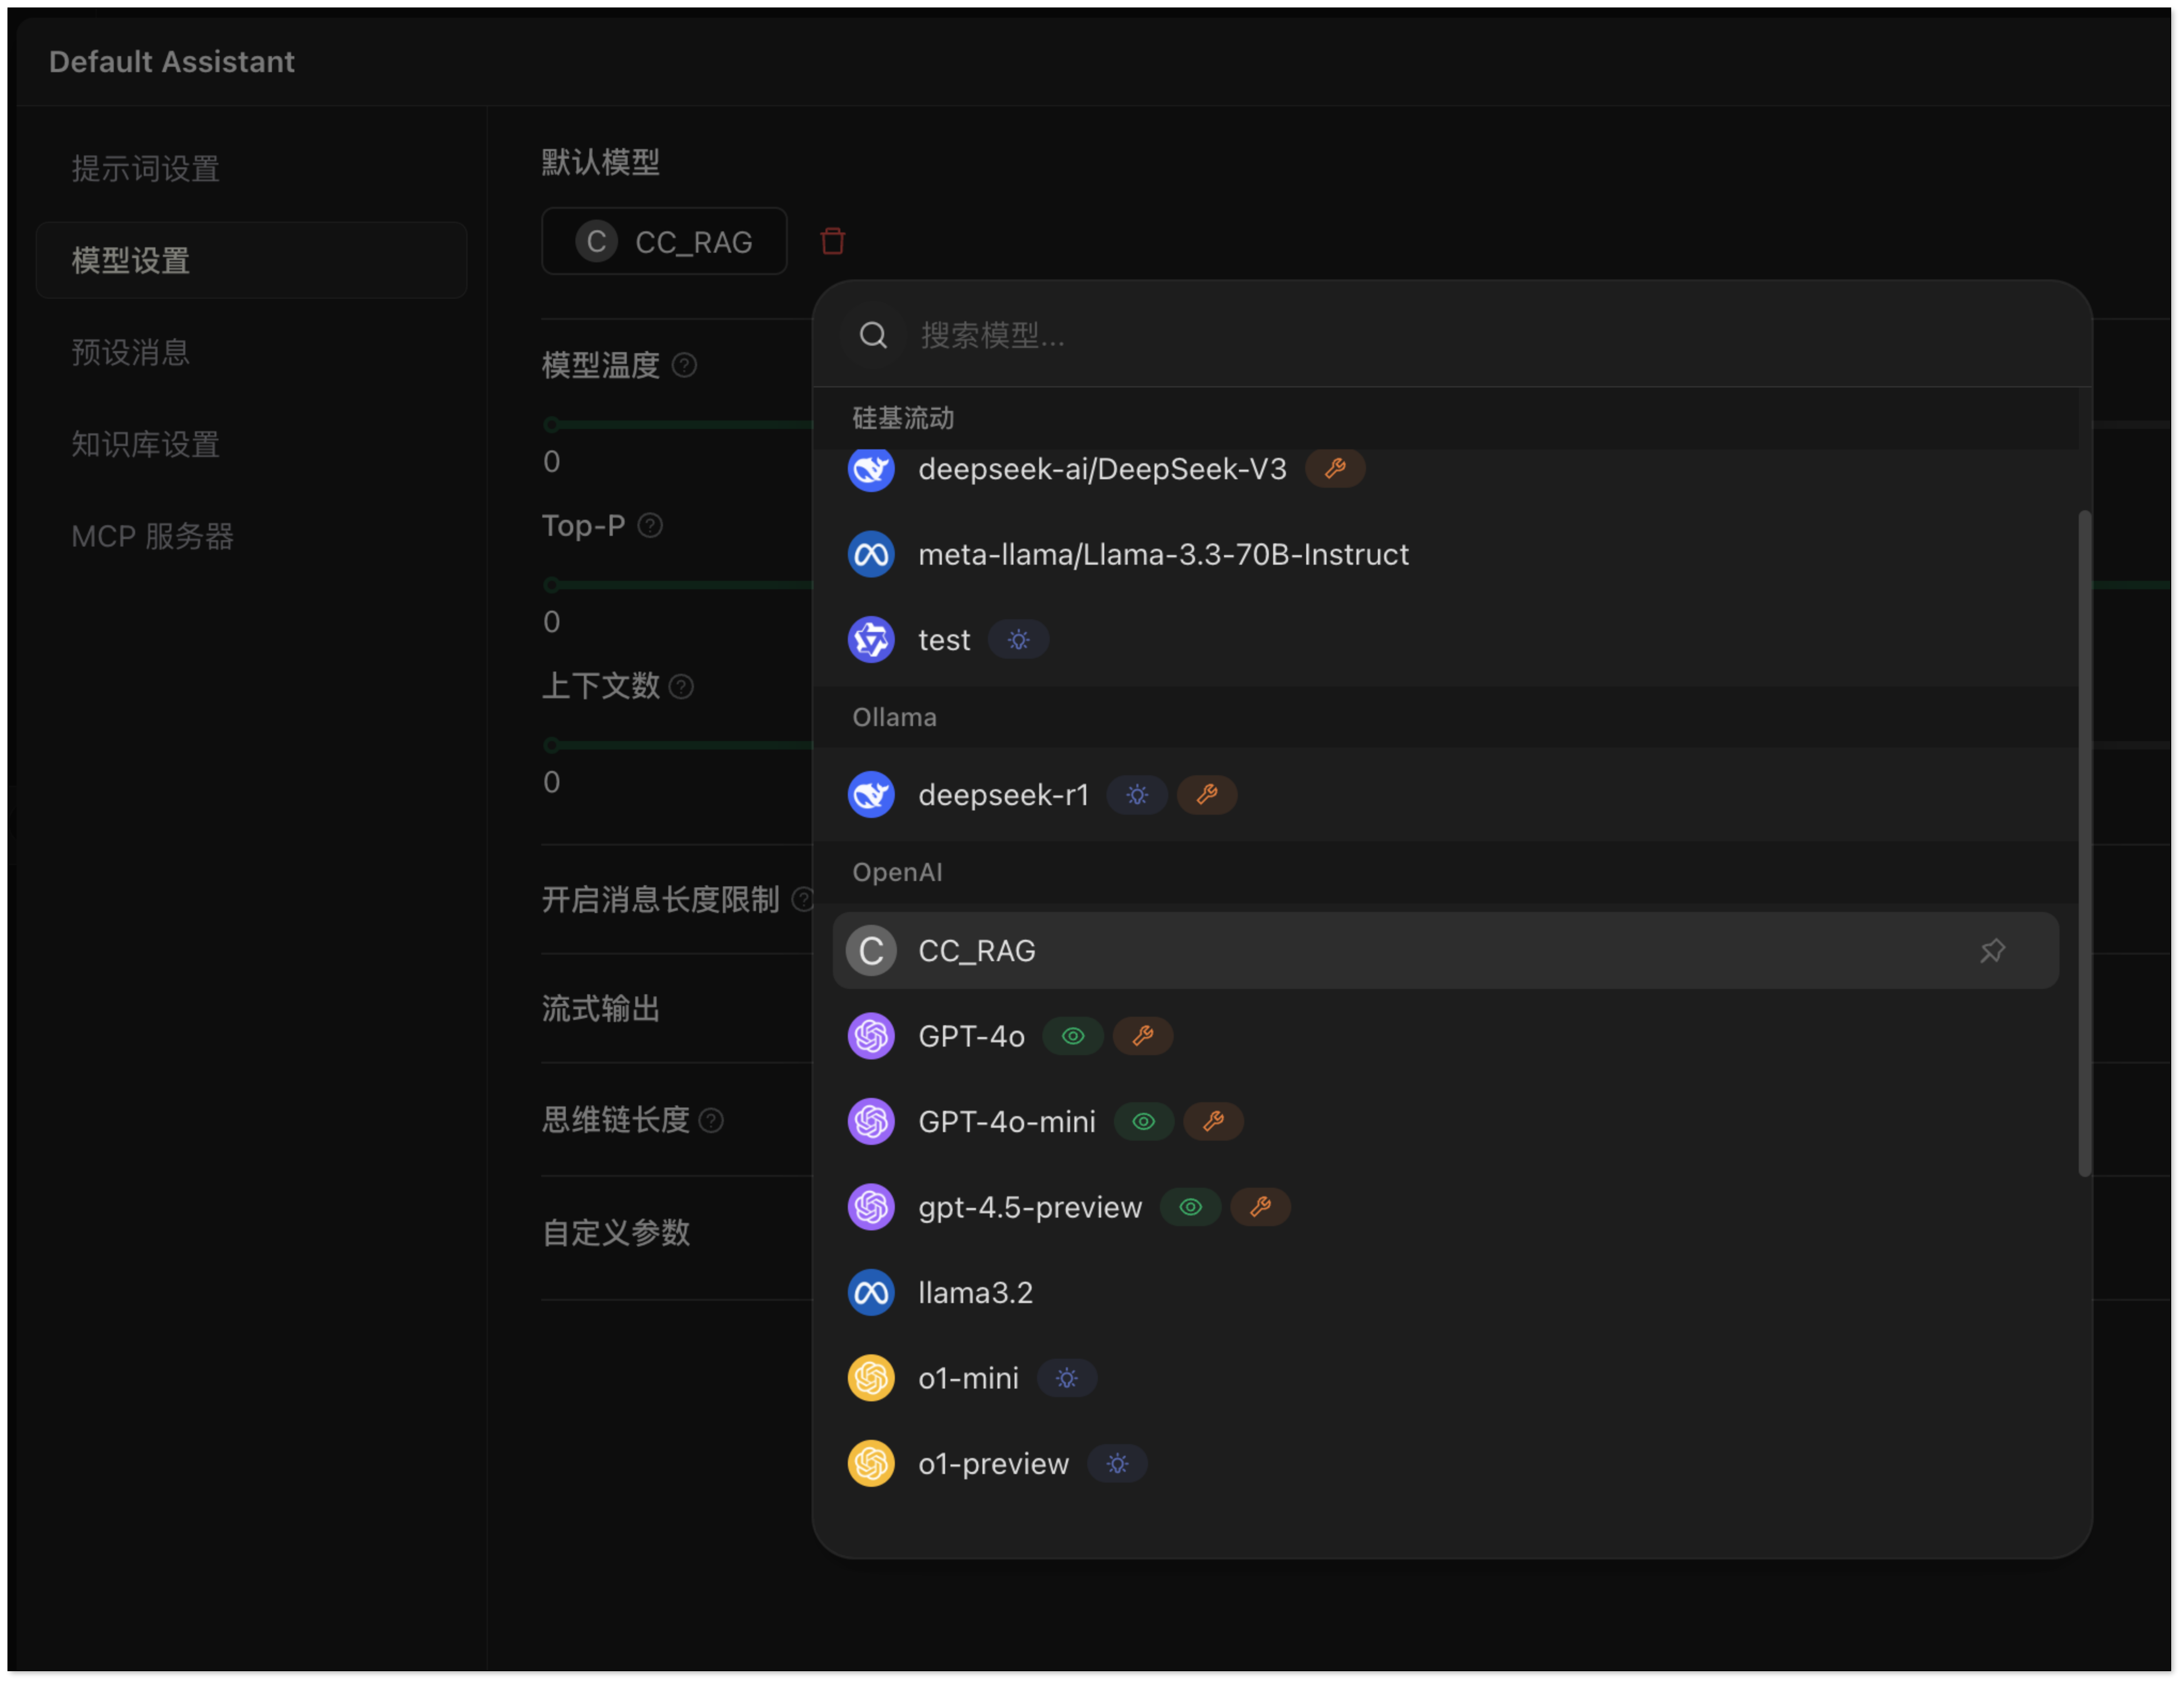 Default Assistant
提示词设置
模型设置
预设消息
知识库设置
MCP 服务器
默认模型
C CC_RAG
模型温度 ?
0
Top-P ?
0
上下文数 ?
0
开启消息长度限制 ?
流式输出
思维链长度 ?
自定义参数
搜索模型...
硅基流动
deepseek-ai/DeepSeek-V3
meta-llama/Llama-3.3-70B-Instruct
test
Ollama
deepseek-r1
OpenAI
C CC_RAG
GPT-4o
GPT-4o-mini
gpt-4.5-preview
llama3.2
o1-mini
o1-preview